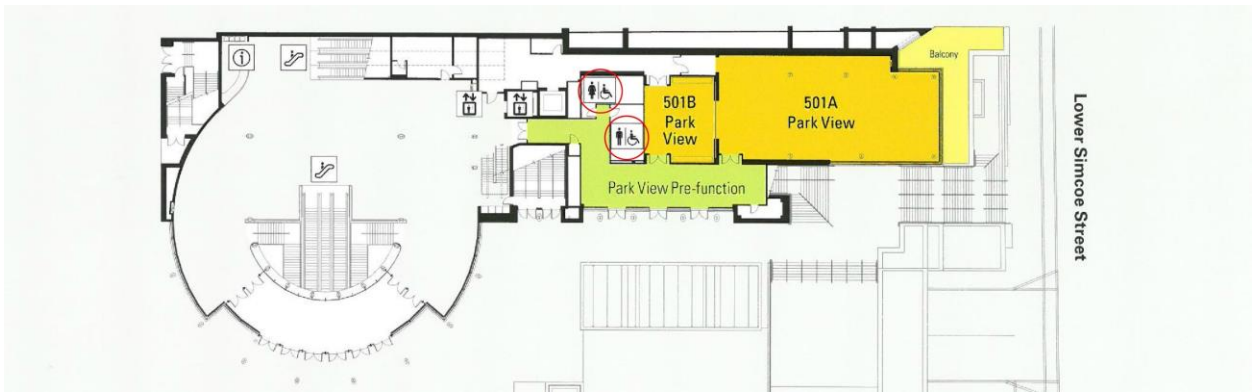 i
Balcony
501B
Park
View
501A
Park View
Park View Pre-function
Lower Simcoe Street